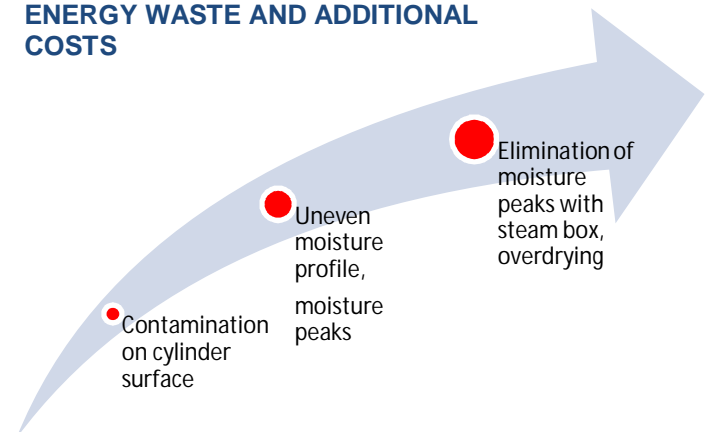 ENERGY WASTE AND ADDITIONAL
COSTS
Contamination
on cylinder
surface
Uneven
moisture
profile,
moisture
peaks
Elimination of
moisture
peaks with
steam box,
overdrying